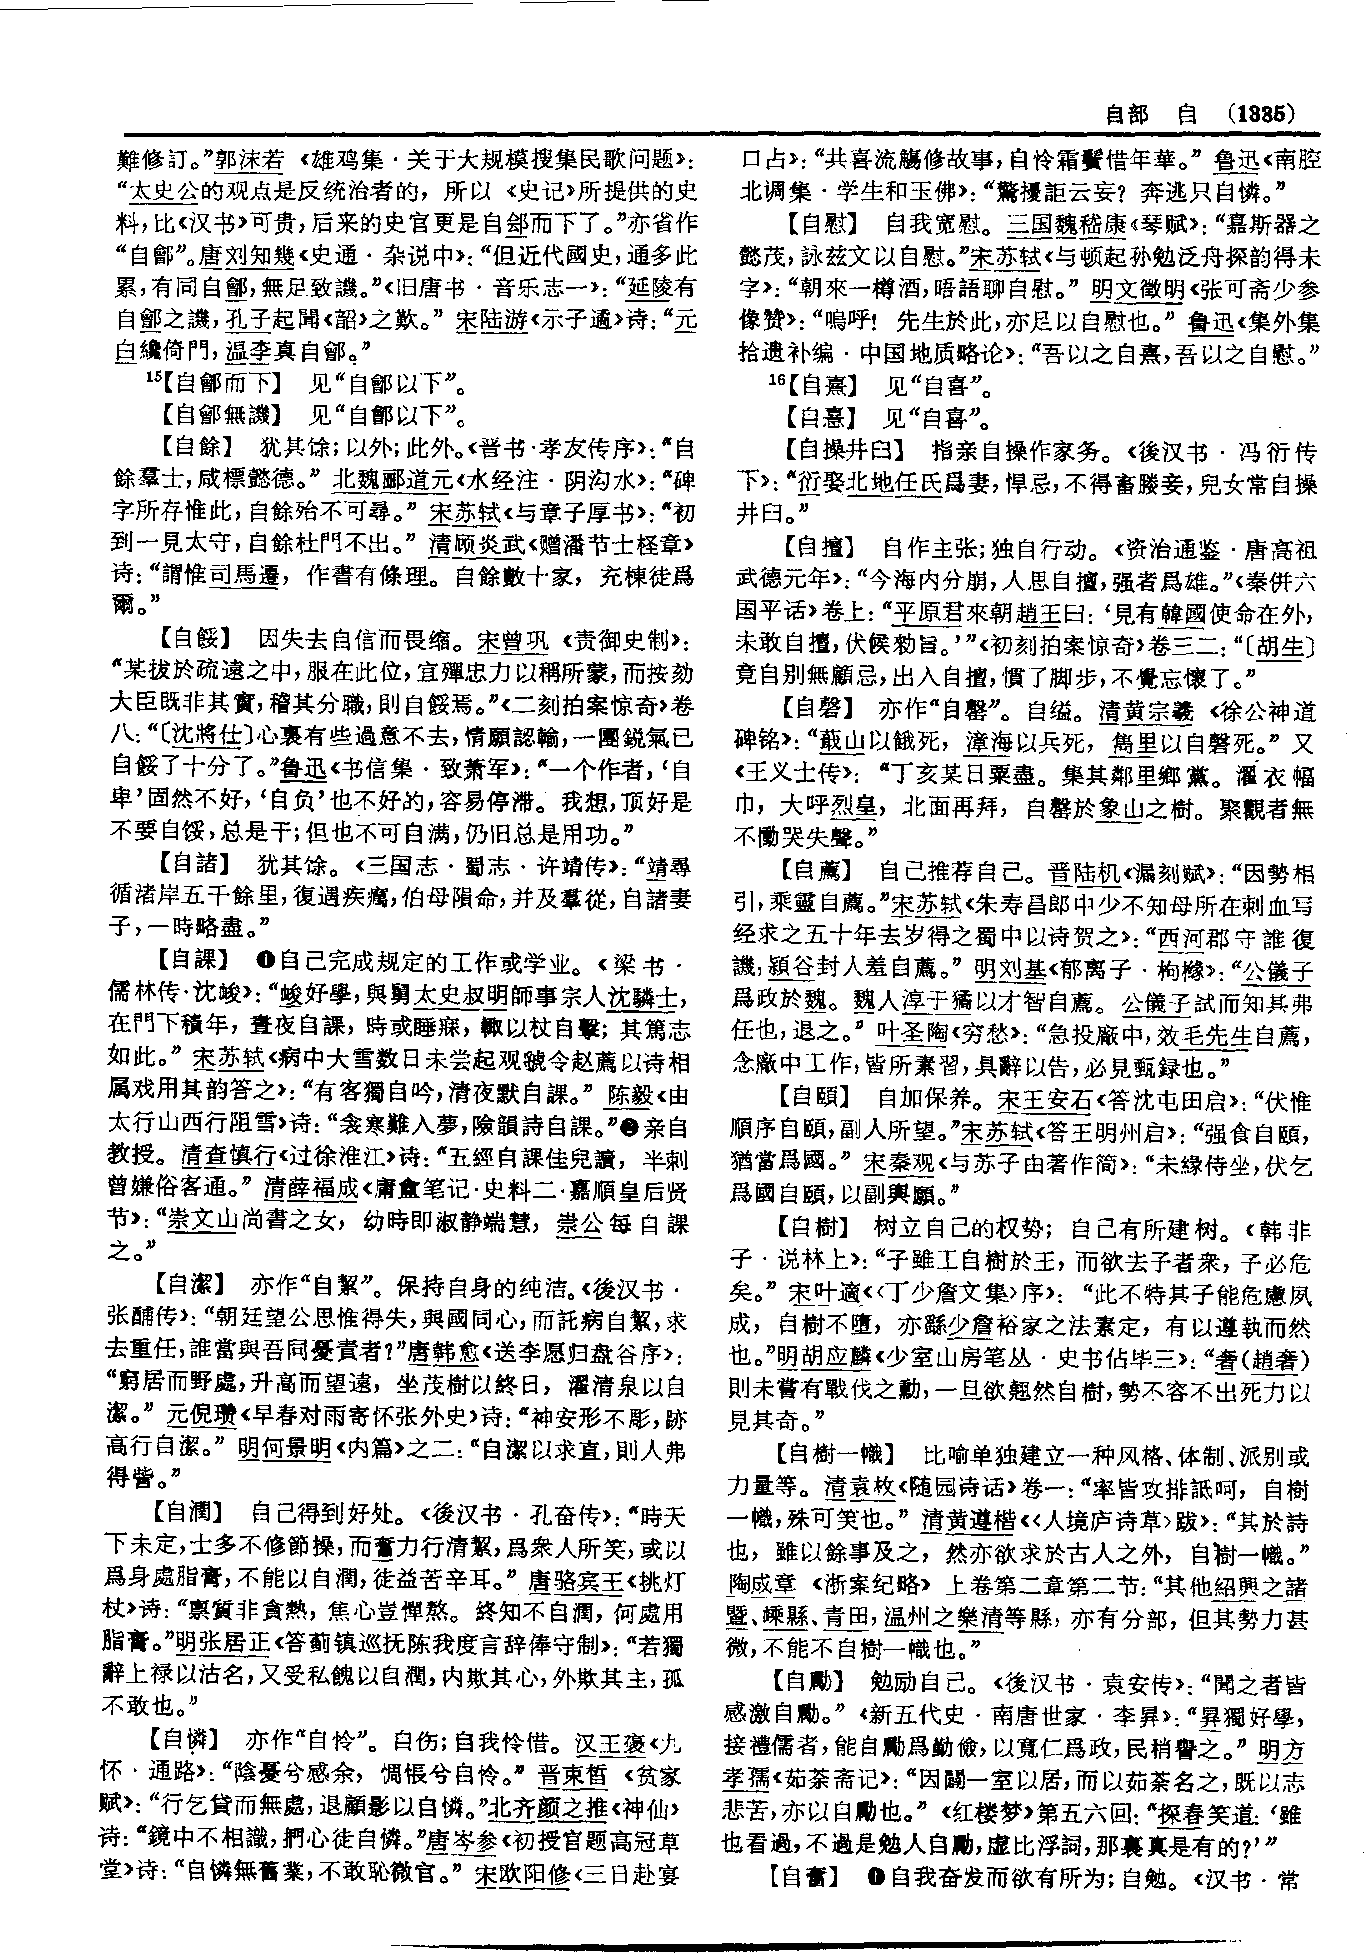 自部 自 (1335)
難修订。”郭沫若《雄鸡集·关于大规模搜集民歌问题》:
“太史公的观点是反统治者的，所以《史记》所提供的史
料，比《汉书》可贵，后来的史官更是自郐而下了。”亦省作
“自鄶”。唐刘知幾《史通·杂说中》:“但近代國史，通多此
累，有同自鄶，無足致譏。”《旧唐书·音乐志一》:“延陵有
自鄶之譏，孔子起聞《韶》之歎。”宋陆游《示子遹》诗:“元
白纔倚門，温李真自鄶。”
15【自鄶而下】 见“自鄶以下”。
【自鄶無譏】 见“自鄶以下”。
【自餘】 犹其馀；以外；此外。《晋书·孝友传序》:“自
餘羣士，咸標懿德。”北魏郦道元《水经注·阴沟水》:“碑
字所存惟此，自餘殆不可尋。”宋苏轼《与章子厚书》:“初
到一見太守，自餘杜門不出。”清顾炎武《赠潘节士柽章》
诗:“謂惟司馬遷，作書有條理。自餘數十家，充棟徒爲
爾。”
【自餒】 因失去自信而畏缩。宋曾巩《责御史制》:
“某拔於疏遠之中，服在此位，宜殫忠力以稱所蒙，而按劾
大臣既非其實，稽其分職，則自餒焉。”《二刻拍案惊奇》卷
八:“〔沈將仕〕心裏有些過意不去，情願認輸，一團鋭氣已
自餒了十分了。”鲁迅《书信集·致萧军》:“一个作者，‘自
卑’固然不好，‘自负’也不好的，容易停滞。我想，顶好是
不要自馁，总是干；但也不可自满，仍旧总是用功。”
【自諸】 犹其馀。《三国志·蜀志·许靖传》:“靖尋
循渚岸五千餘里，復遇疾癘，伯母隕命，并及羣從，自諸妻
子，一時略盡。”
【自課】 ❶自己完成规定的工作或学业。《梁书·
儒林传·沈峻》:“峻好學，與舅太史叔明師事宗人沈驎士，
在門下積年，晝夜自課，時或睡寐，輒以杖自擊；其篤志
如此。”宋苏轼《病中大雪数日未尝起观虢令赵薦以诗相
属戏用其韵答之》:“有客獨自吟，清夜默自課。”陈毅《由
太行山西行阻雪》诗:“衾寒難入夢，險韻詩自課。”❷亲自
教授。清查慎行《过徐淮江》诗:“五經自課佳兒讀，半刺
曾嫌俗客通。”清薛福成《庸盦笔记·史料二·嘉順皇后贤
节》:“崇文山尚書之女，幼時即淑静端慧，崇公每自課
之。”
【自潔】 亦作“自絜”。保持自身的纯洁。《後汉书·
张酺传》:“朝廷望公思惟得失，與國同心，而託病自絜，求
去重任，誰當與吾同憂責者?”唐韩愈《送李愿归盘谷序》:
“窮居而野處，升高而望遠，坐茂樹以終日，濯清泉以自
潔。”元倪瓒《早春对雨寄怀张外史》诗:“神安形不彫，跡
高行自潔。”明何景明《内篇》之二:“自潔以求直，則人弗
得訾。”
【自潤】 自己得到好处。《後汉书·孔奋传》:“時天
下未定，士多不修節操，而奮力行清絜，爲衆人所笑，或以
爲身處脂膏，不能以自潤，徒益苦辛耳。”唐骆宾王《挑灯
杖》诗:“禀質非貪熱，焦心豈憚熬。終知不自潤，何處用
脂膏。”明张居正《答蓟镇巡抚陈我度言辞俸守制》:“若獨
辭上禄以沽名，又受私餽以自潤，内欺其心，外欺其主，孤
不敢也。”
【自憐】 亦作“自怜”。自伤；自我怜惜。汉王褒《九
怀·通路》:“陰憂兮感余，惆悵兮自怜。”晋束皙《贫家
赋》:“行乞貸而無處，退顧影以自憐。”北齐颜之推《神仙》
诗:“鏡中不相識，捫心徒自憐。”唐岑参《初授官题高冠草
堂》诗:“自憐無舊業，不敢恥微官。”宋欧阳修《三日赴宴
口占》:“共喜流觴修故事，自怜霜鬢惜年華。”鲁迅《南腔
北调集·学生和玉佛》:“驚擾詎云妄? 奔逃只自憐。”
【自慰】 自我宽慰。三国魏嵇康《琴赋》:“嘉斯器之
懿茂，詠茲文以自慰。”宋苏轼《与顿起孙勉泛舟探韵得未
字》:“朝來一樽酒，晤語聊自慰。”明文徵明《张可斋少参
像赞》:“嗚呼! 先生於此，亦足以自慰也。”鲁迅《集外集
拾遗补编·中国地质略论》:“吾以之自熹，吾以之自慰。”
16【自熹】 见“自喜”。
【自憙】 见“自喜”。
【自操井臼】 指亲自操作家务。《後汉书·冯衍传
下》:“衍娶北地任氏爲妻，悍忌，不得畜媵妾，兒女常自操
井臼。”
【自擅】 自作主张；独自行动。《资治通鉴·唐高祖
武德元年》:“今海内分崩，人思自擅，强者爲雄。”《秦併六
国平话》卷上:“平原君來朝趙王曰:‘見有韓國使命在外，
未敢自擅，伏候勑旨。’”《初刻拍案惊奇》卷三二:“〔胡生〕
竟自别無顧忌，出入自擅，慣了脚步，不覺忘懷了。”
【自磬】 亦作“自罄”。自缢。清黄宗羲《徐公神道
碑铭》:“蕺山以餓死，漳海以兵死，雋里以自磬死。”又
《王义士传》:“丁亥某日粟盡。集其鄰里鄉黨。濯衣幅
巾，大呼烈皇，北面再拜，自罄於象山之樹。聚觀者無
不慟哭失聲。”
【自薦】 自己推荐自己。晋陆机《漏刻赋》:“因勢相
引，乘靈自薦。”宋苏轼《朱寿昌郎中少不知母所在刺血写
经求之五十年去岁得之蜀中以诗贺之》:“西河郡守誰復
譏，潁谷封人羞自薦。”明刘基《郁离子·枸橼》:“公儀子
爲政於魏。魏人淳于獝以才智自薦。公儀子試而知其弗
任也，退之。”叶圣陶《穷愁》:“急投廠中，效毛先生自薦，
念廠中工作，皆所素習，具辭以告，必見甄録也。”
【自頤】 自加保养。宋王安石《答沈屯田启》:“伏惟
順序自頤，副人所望。”宋苏轼《答王明州启》:“强食自頤，
猶當爲國。”宋秦观《与苏子由著作简》:“未緣侍坐，伏乞
爲國自頤，以副輿願。”
【自樹】 树立自己的权势；自己有所建树。《韩非
子·说林上》:“子雖工自樹於王，而欲去子者衆，子必危
矣。”宋叶適《〈丁少詹文集〉序》:“此不特其子能危慮夙
成，自樹不墮，亦繇少詹裕家之法素定，有以遵執而然
也。”明胡应麟《少室山房笔丛·史书佔毕三》:“奢(趙奢)
則未嘗有戰伐之勳，一旦欲翹然自樹，勢不容不出死力以
見其奇。”
【自樹一幟】 比喻单独建立一种风格、体制、派别或
力量等。清袁枚《随园诗话》卷一:“率皆攻排詆呵，自樹
一幟，殊可笑也。”清黄遵楷《〈人境庐诗草〉跋》:“其於詩
也，雖以餘事及之，然亦欲求於古人之外，自樹一幟。”
陶成章《浙案纪略》上卷第二章第二节:“其他紹興之諸
暨、嵊縣、青田，温州之樂清等縣，亦有分部，但其勢力甚
微，不能不自樹一幟也。”
【自勵】 勉励自己。《後汉书·袁安传》:“聞之者皆
感激自勵。”《新五代史·南唐世家·李昪》:“昪獨好學，
接禮儒者，能自勵爲勤儉，以寬仁爲政，民稍譽之。”明方
孝孺《茹荼斋记》:“因闢一室以居，而以茹荼名之，既以志
悲苦，亦以自勵也。”《红楼梦》第五六回:“探春笑道:‘雖
也看過，不過是勉人自勵，虚比浮詞，那裏真是有的?’”
【自奮】 ❶自我奋发而欲有所为；自勉。《汉书·常